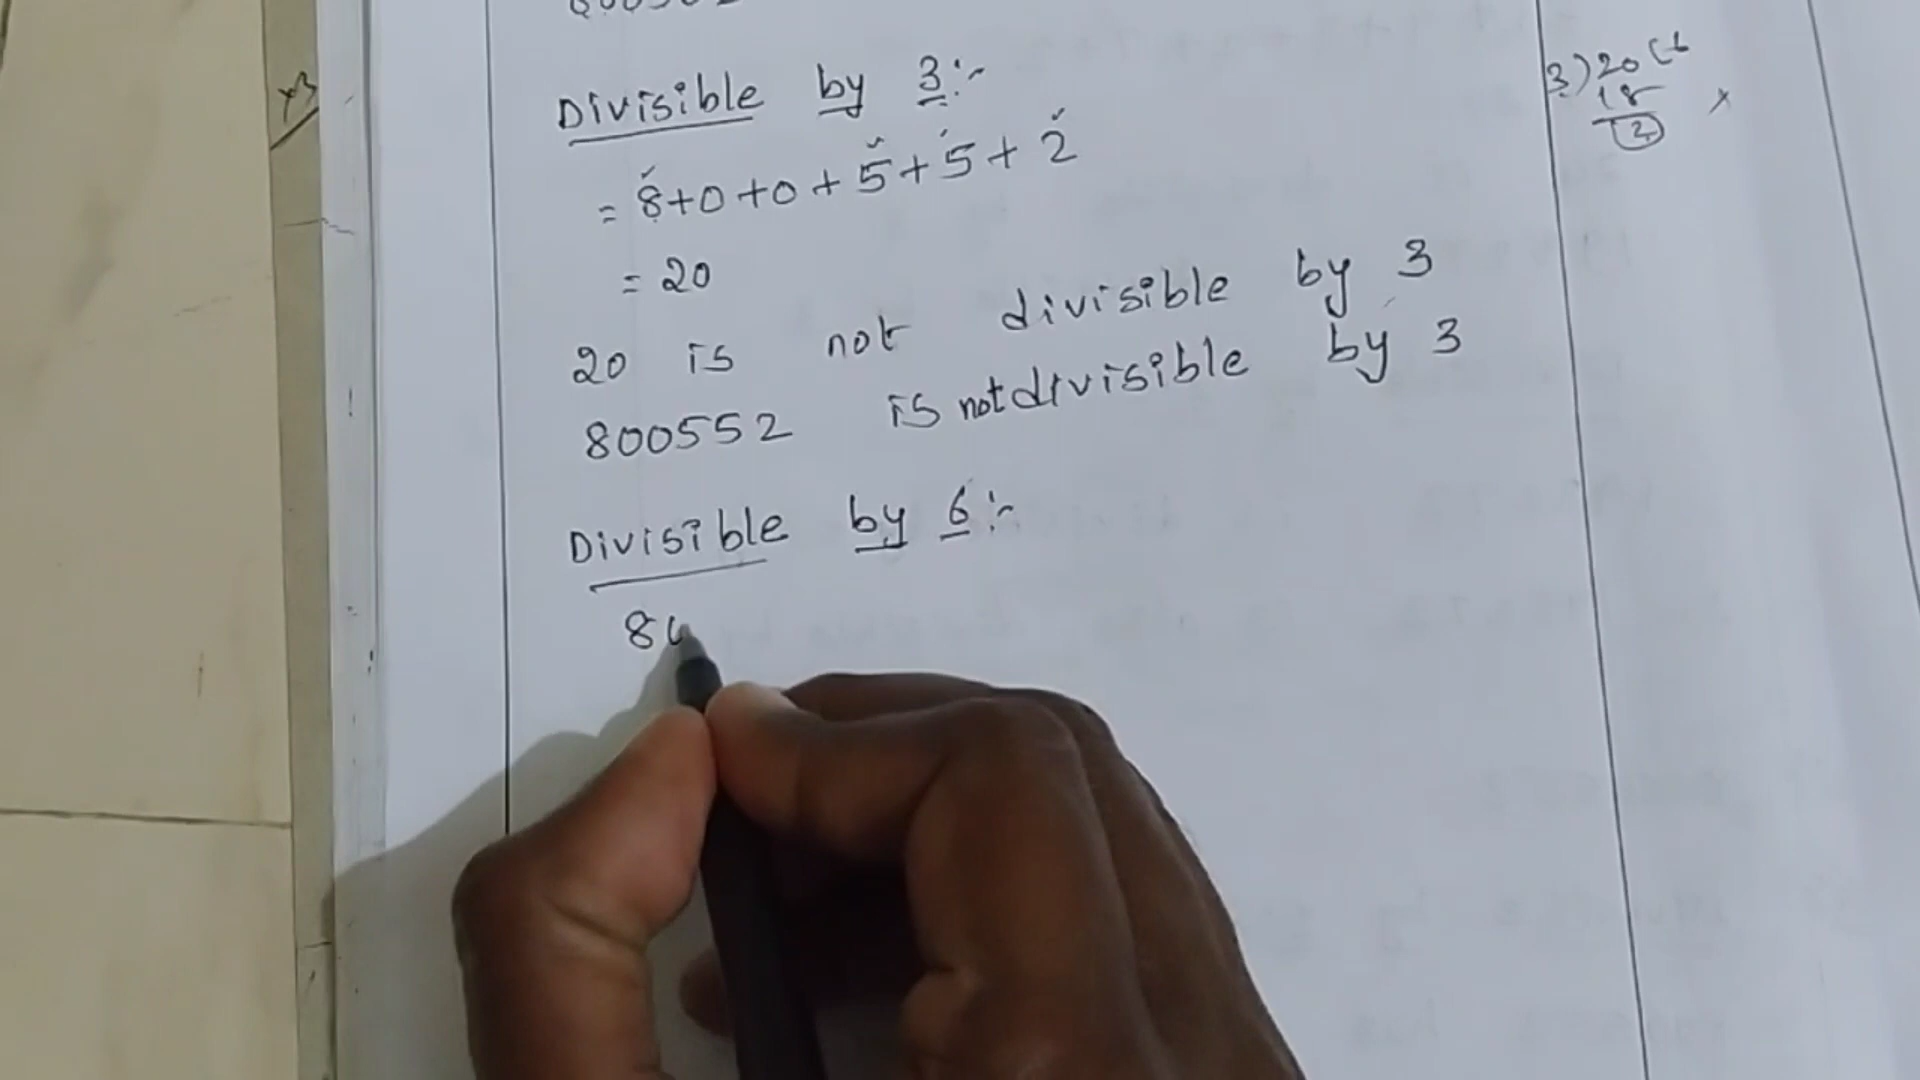 Divisible by 3:-
= 8+0+0+5+5+2
= 20
20 is not divisible by 3
800552 is not divisible by 3
Divisible by 6:-
80
3)20(6
18
2
×